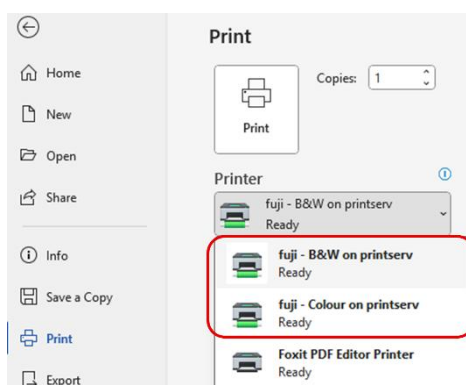 Print
Home
New
Open
Share
Info
Save a Copy
Print
Export
Copies: 1
Print
Printer
fuji - B&W on printserv
Ready
fuji - B&W on printserv
Ready
fuji - Colour on printserv
Ready
Foxit PDF Editor Printer
Ready